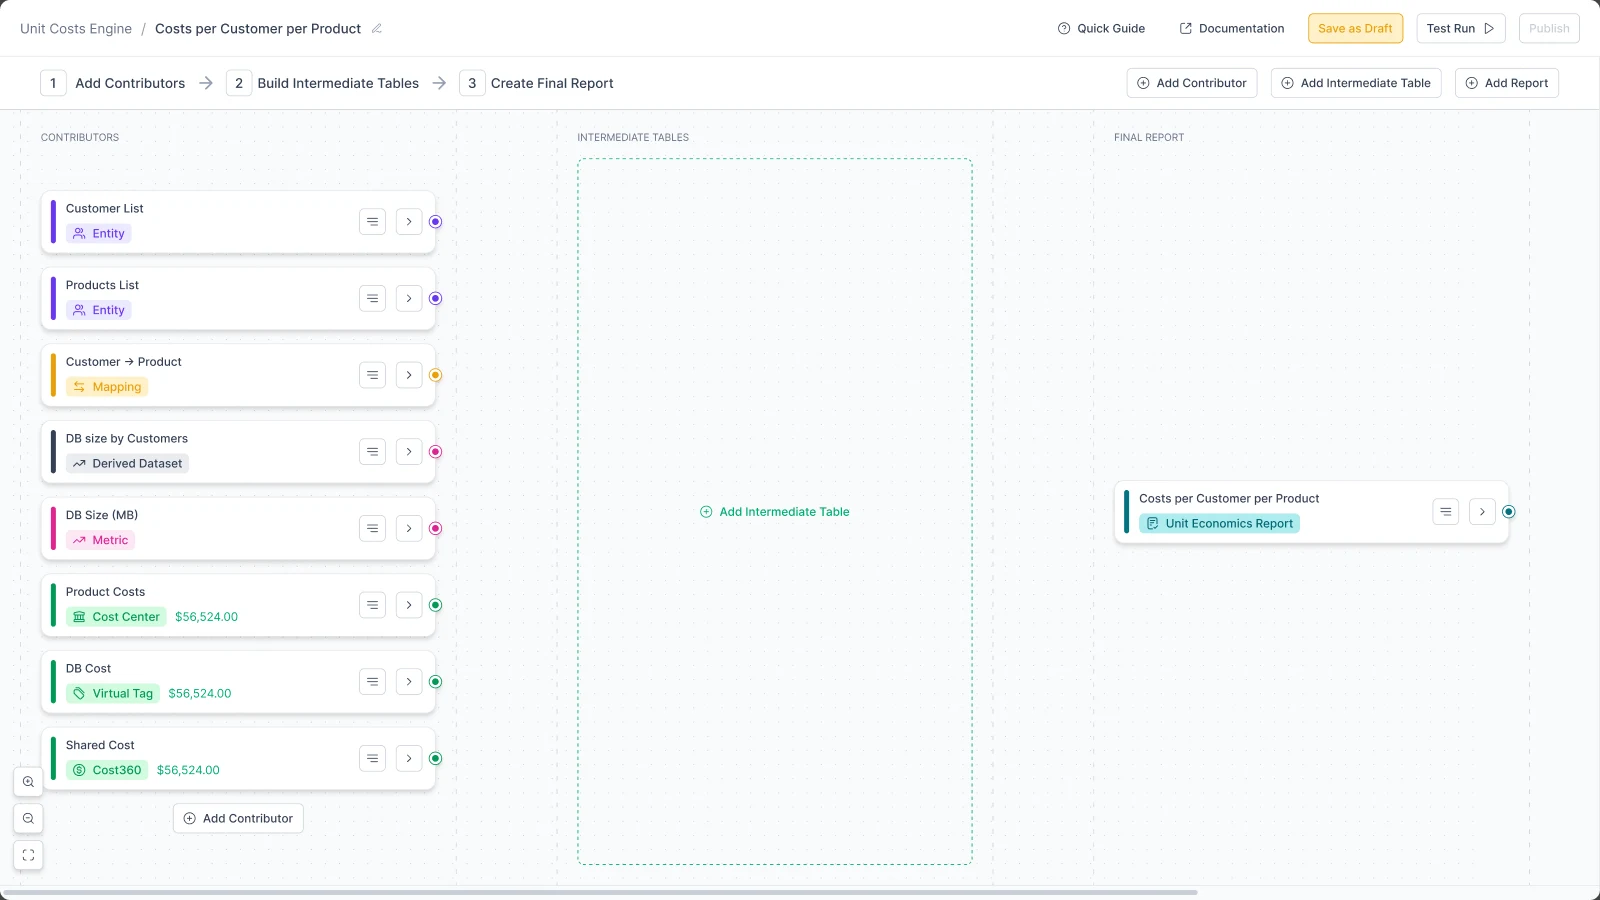 Unit Costs Engine / Costs per Customer per Product
Quick Guide
Documentation
Save as Draft
Test Run
Publish
1 Add Contributors → 2 Build Intermediate Tables → 3 Create Final Report
Add Contributor
Add Intermediate Table
Add Report
CONTRIBUTORS
INTERMEDIATE TABLES
FINAL REPORT
Customer List
Entity
Products List
Entity
Customer → Product
Mapping
DB size by Customers
Derived Dataset
DB Size (MB)
Metric
Product Costs
Cost Center $56,524.00
DB Cost
Virtual Tag $56,524.00
Shared Cost
Cost360 $56,524.00
Add Contributor
Add Intermediate Table
Costs per Customer per Product
Unit Economics Report